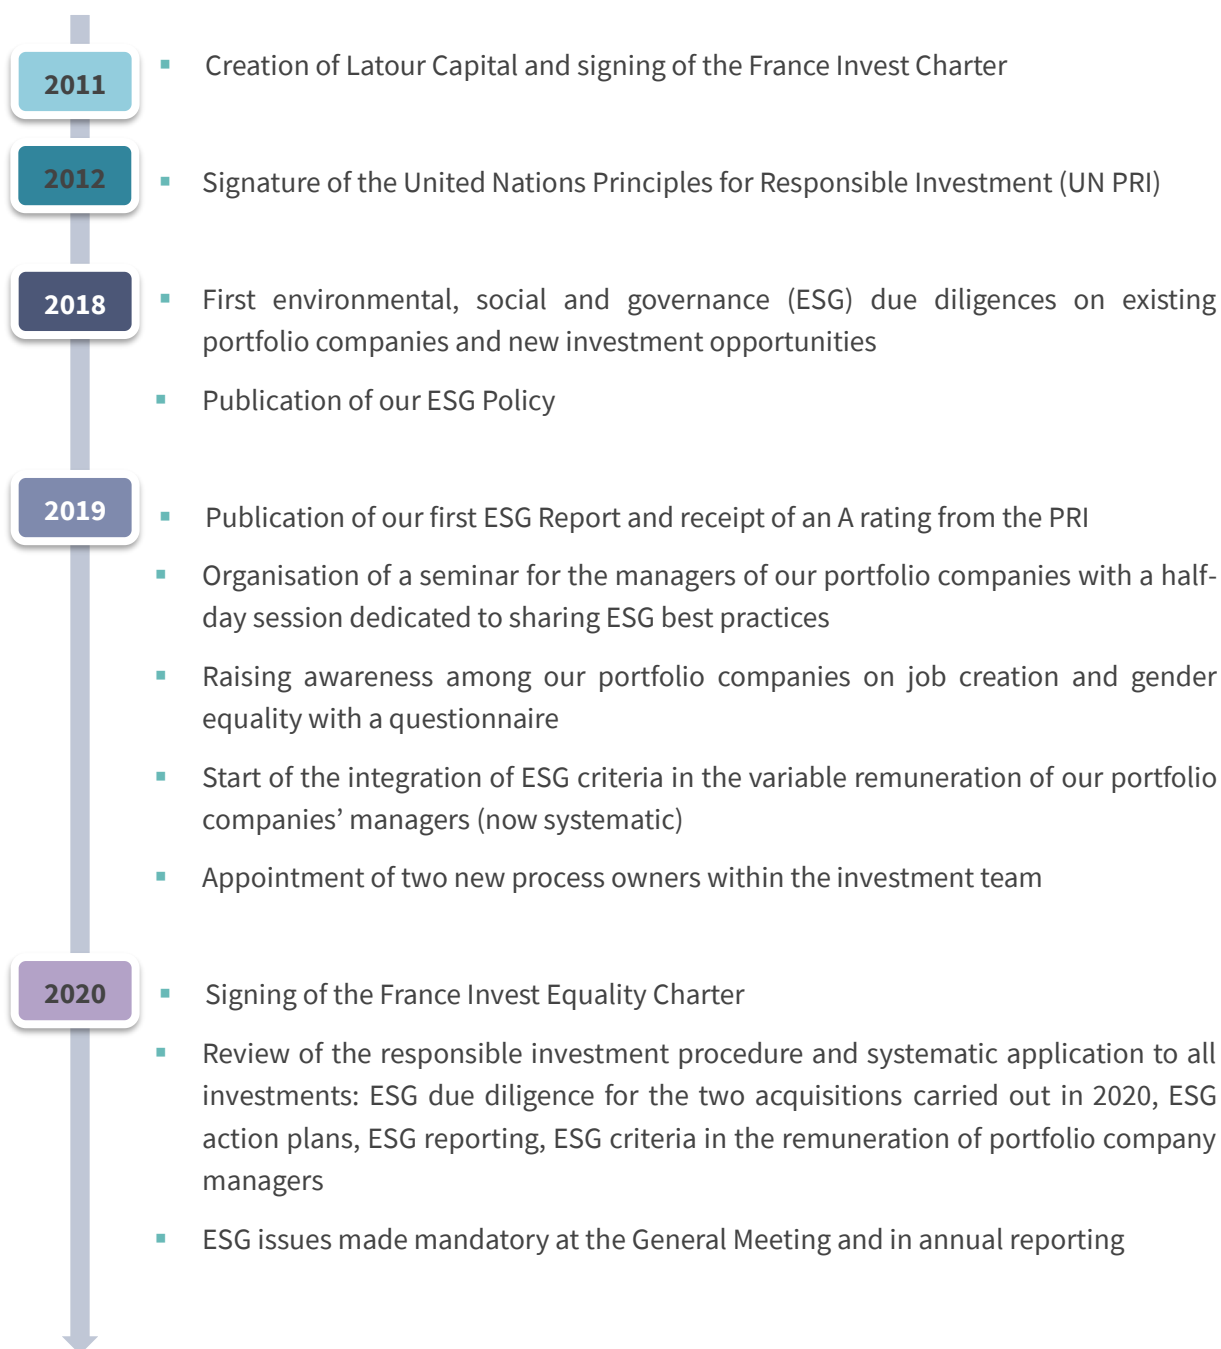 2011
Creation of Latour Capital and signing of the France Invest Charter
2012
Signature of the United Nations Principles for Responsible Investment (UN PRI)
2018
First environmental, social and governance (ESG) due diligences on existing
portfolio companies and new investment opportunities
Publication of our ESG Policy
2019
Publication of our first ESG Report and receipt of an A rating from the PRI
Organisation of a seminar for the managers of our portfolio companies with a half-
day session dedicated to sharing ESG best practices
Raising awareness among our portfolio companies on job creation and gender
equality with a questionnaire
Start of the integration of ESG criteria in the variable remuneration of our portfolio
companies’ managers (now systematic)
Appointment of two new process owners within the investment team
2020
Signing of the France Invest Equality Charter
Review of the responsible investment procedure and systematic application to all
investments: ESG due diligence for the two acquisitions carried out in 2020, ESG
action plans, ESG reporting, ESG criteria in the remuneration of portfolio company
managers
ESG issues made mandatory at the General Meeting and in annual reporting